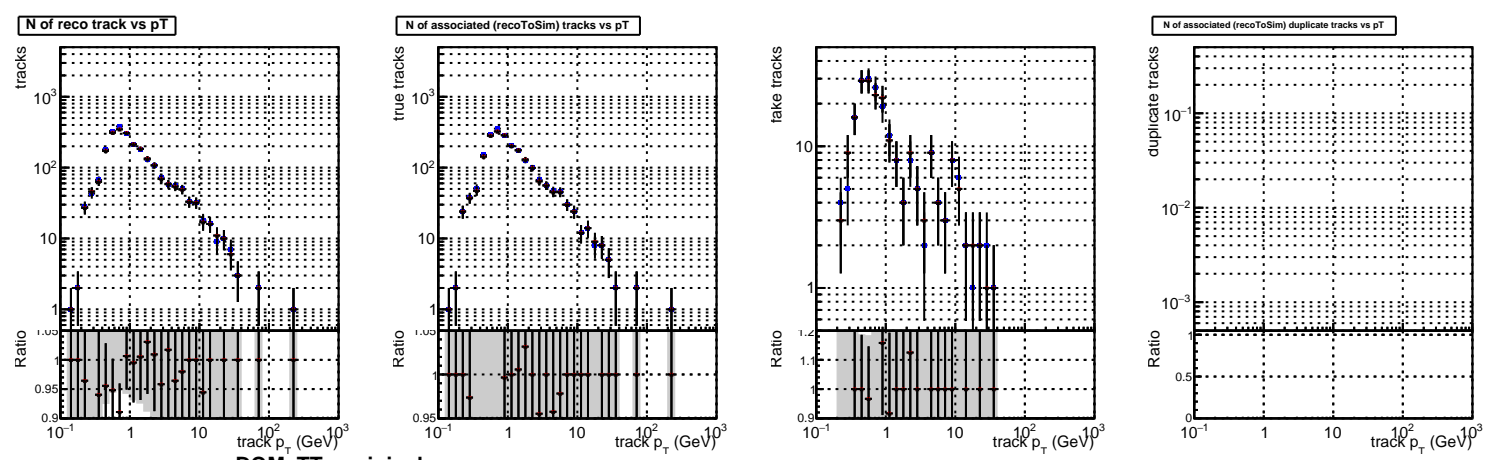 N of reco track vs pT
tracks
10³
10²
10
1
Ratio
1.05
1
0.95
0.9
10⁻¹ 1 10 10² 10³
track p_T (GeV)
N of associated (recoToSim) tracks vs pT
true tracks
10³
10²
10
1
Ratio
1.05
1
0.95
10⁻¹ 1 10 10² 10³
track p_T (GeV)
fake tracks
10
1
Ratio
1.2
1.1
1
0.9
10⁻¹ 1 10 10² 10³
track p_T (GeV)
N of associated (recoToSim) duplicate tracks vs pT
duplicate tracks
10⁻¹
10⁻²
10⁻³
Ratio
1
0.5
0
10⁻¹ 1 10 10² 10³
track p_T (GeV)